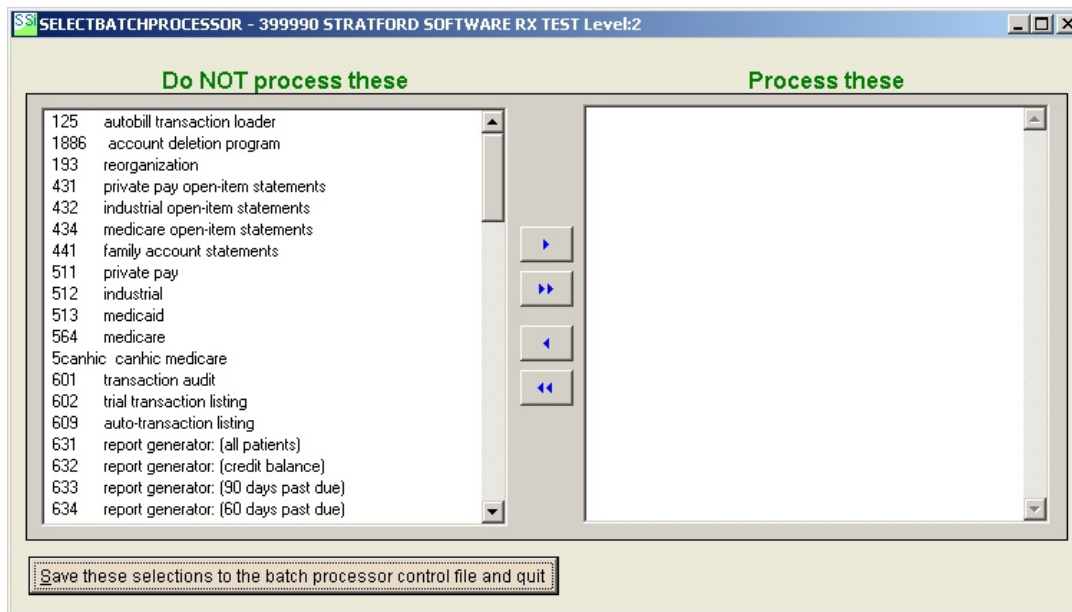 SSI SELECTBATCHPROCESSOR - 399990 STRATFORD SOFTWARE RX TEST Level:2
Do NOT process these
Process these
125 autobill transaction loader
1886 account deletion program
193 reorganization
431 private pay open-item statements
432 industrial open-item statements
434 medicare open-item statements
441 family account statements
511 private pay
512 industrial
513 medicaid
564 medicare
5canhic canhic medicare
601 transaction audit
602 trial transaction listing
609 auto-transaction listing
631 report generator: (all patients)
632 report generator: (credit balance)
633 report generator: (90 days past due)
634 report generator: (60 days past due)
Save these selections to the batch processor control file and quit